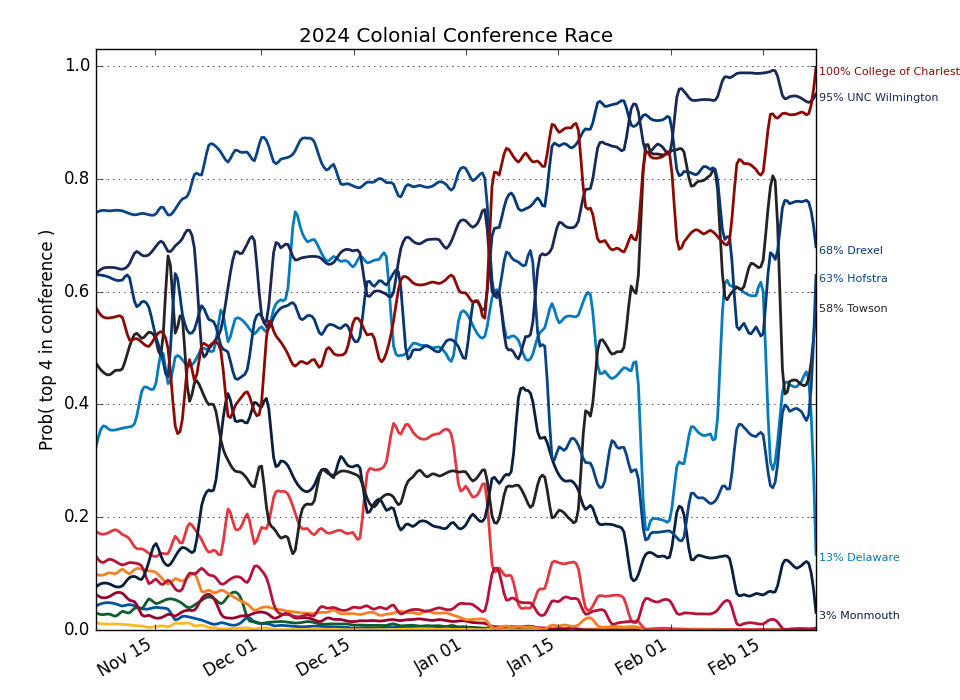 2024 Colonial Conference Race
Prob( top 4 in conference )
1.0
0.8
0.6
0.4
0.2
0.0
Nov 15
Dec 01
Dec 15
Jan 01
Jan 15
Feb 01
Feb 15
100% College of Charlest
95% UNC Wilmington
68% Drexel
63% Hofstra
58% Towson
13% Delaware
3% Monmouth